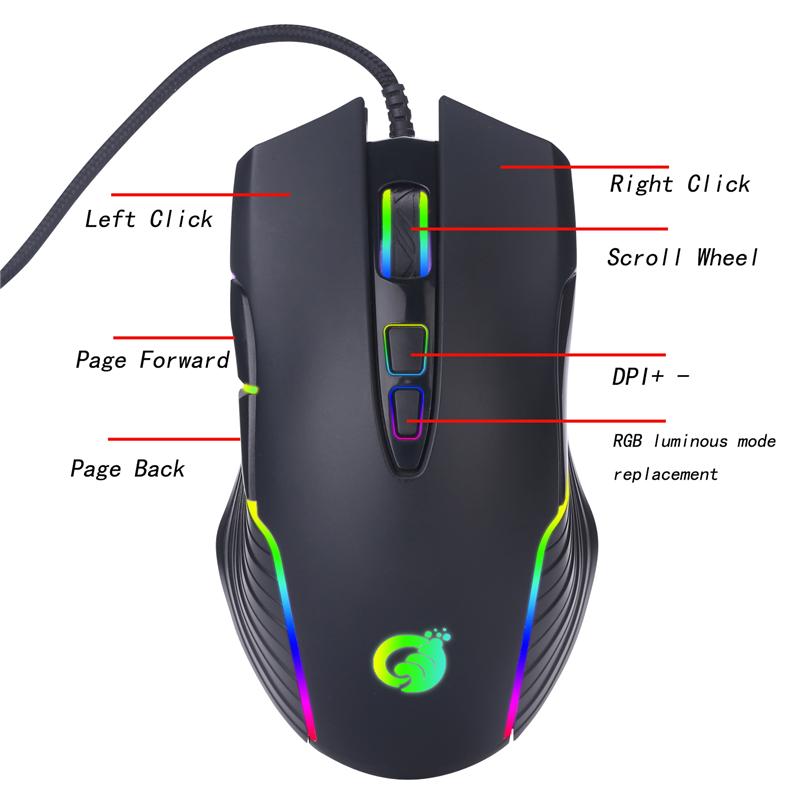 Right Click
Left Click
Scroll Wheel
Page Forward
DPI+ -
RGB luminous mode
replacement
Page Back